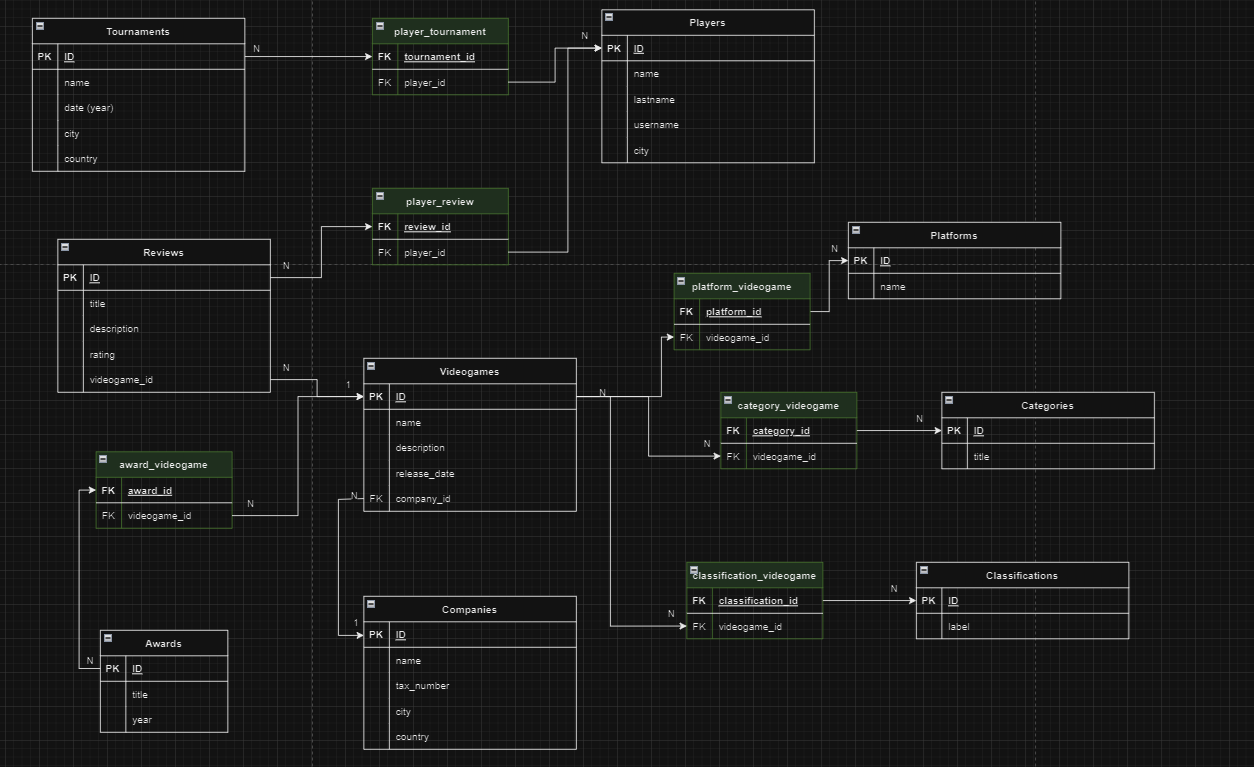 Tournaments
PK ID
name
date (year)
city
country
N
player_tournament
FK tournament_id
FK player_id
N
Players
PK ID
name
lastname
username
city
player_review
FK review_id
FK player_id
Reviews
PK ID
title
description
rating
videogame_id
N
N
Platforms
PK ID
name
N
platform_videogame
FK platform_id
FK videogame_id
Videogames
1
PK ID
name
description
release_date
N FK company_id
N
category_videogame
FK category_id
N
FK videogame_id
N
Categories
PK ID
title
award_videogame
FK award_id
FK videogame_id
N
classification_videogame
FK classification_id
N
FK videogame_id
N
Classifications
PK ID
label
Companies
1
PK ID
name
tax_number
city
country
Awards
N
PK ID
title
year